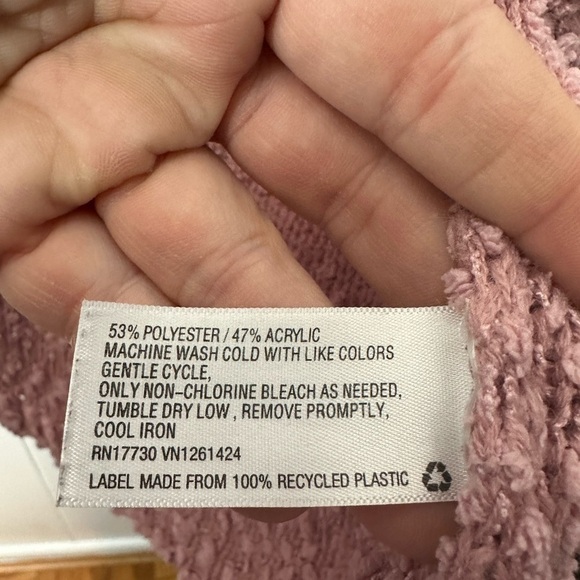 53% POLYESTER / 47% ACRYLIC
MACHINE WASH COLD WITH LIKE COLORS
GENTLE CYCLE,
ONLY NON-CHLORINE BLEACH AS NEEDED,
TUMBLE DRY LOW , REMOVE PROMPTLY,
COOL IRON
RN17730 VN1261424
LABEL MADE FROM 100% RECYCLED PLASTIC